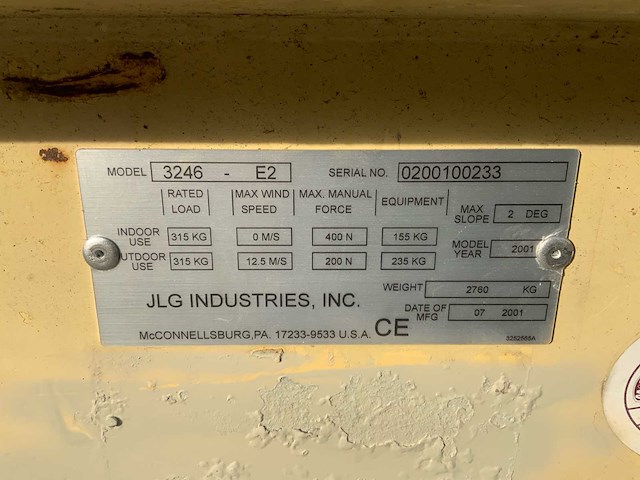 MODEL 3246 - E2 SERIAL NO. 0200100233
RATED LOAD MAX WIND SPEED MAX. MANUAL FORCE EQUIPMENT MAX SLOPE 2 DEG
INDOOR USE 315 KG 0 M/S 400 N 155 KG MODEL YEAR 2001
OUTDOOR USE 315 KG 12.5 M/S 200 N 235 KG
WEIGHT 2760 KG
JLG INDUSTRIES, INC. DATE OF MFG 07 2001
McCONNELLSBURG,PA. 17233-9533 U.S.A. CE